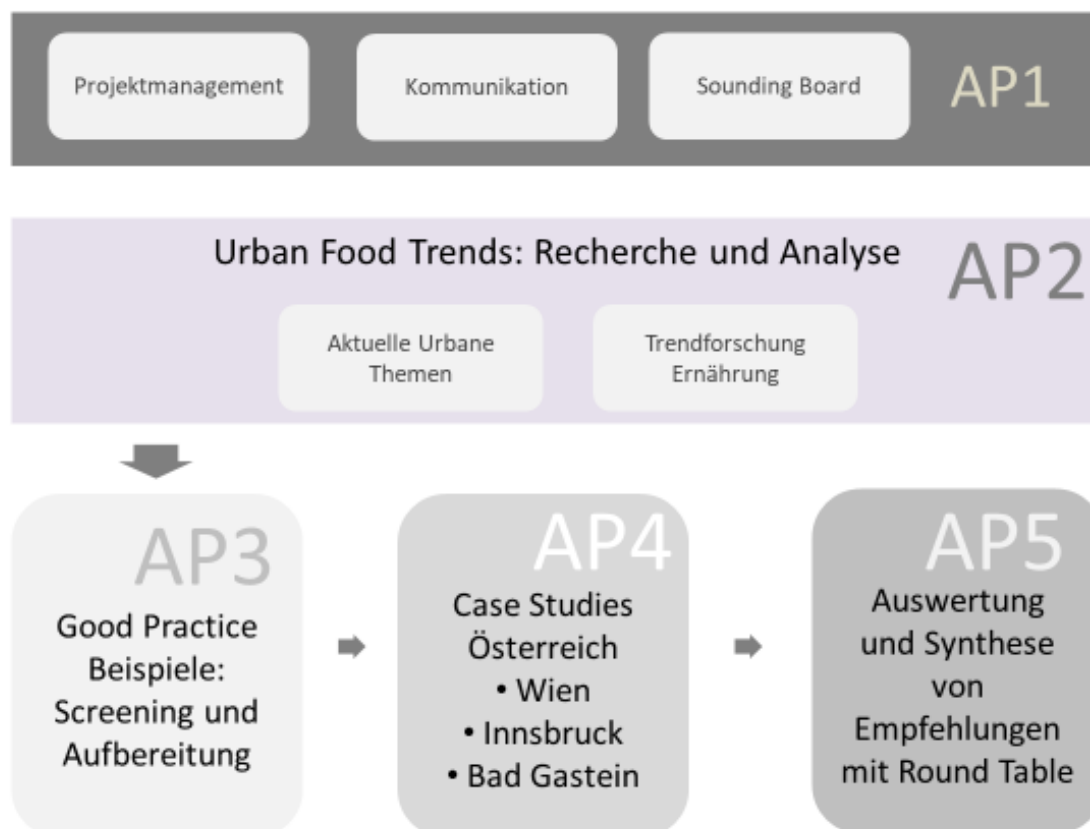 Projektmanagement
Kommunikation
Sounding Board
AP1
Urban Food Trends: Recherche und Analyse
AP2
Aktuelle Urbane
Themen
Trendforschung
Ernährung
AP3
Good Practice
Beispiele:
Screening und
Aufbereitung
AP4
Case Studies
Österreich
• Wien
• Innsbruck
• Bad Gastein
AP5
Auswertung
und Synthese
von
Empfehlungen
mit Round Table